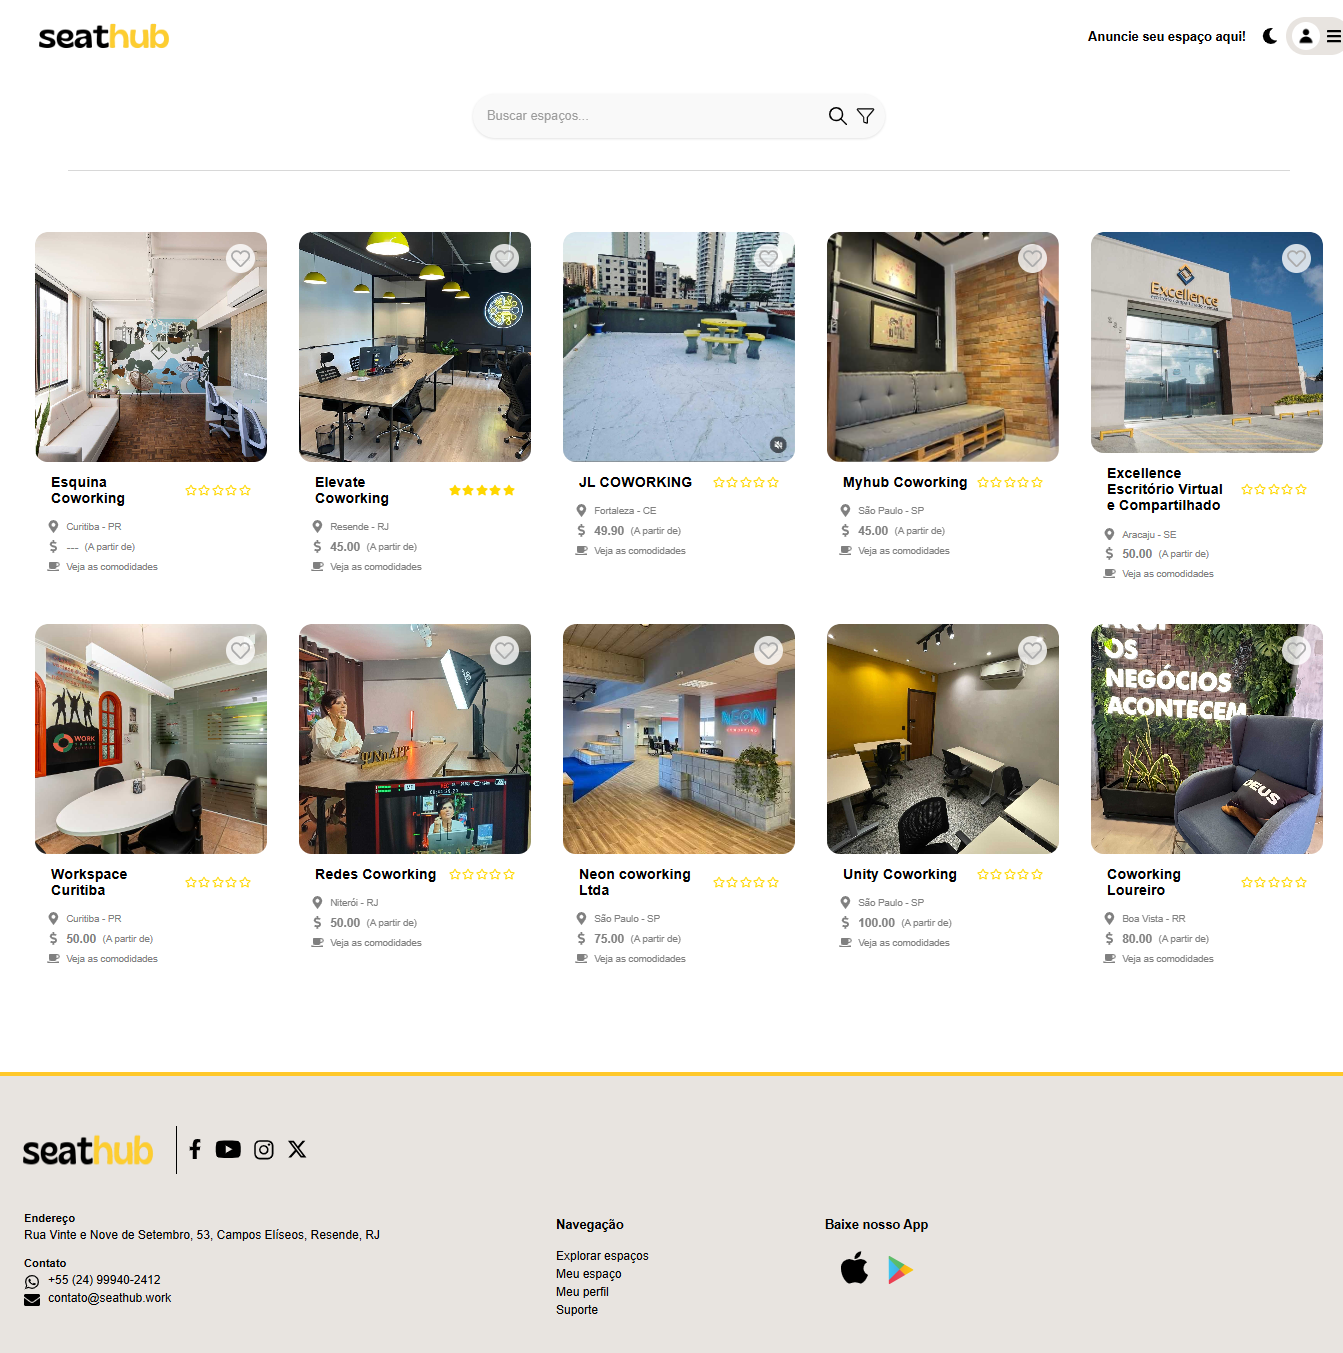 seathub
Anuncie seu espaço aqui!
Buscar espaços...
Excellence
Esquina
Coworking
Curitiba - PR
--- (A partir de)
Veja as comodidades
Elevate
Coworking
Resende - RJ
45.00 (A partir de)
Veja as comodidades
JL COWORKING
Fortaleza - CE
49.90 (A partir de)
Veja as comodidades
Myhub Coworking
São Paulo - SP
45.00 (A partir de)
Veja as comodidades
Excellence
Escritório Virtual
e Compartilhado
Aracaju - SE
50.00 (A partir de)
Veja as comodidades
WORK
NEON
COWORKING
OS
NEGÓCIOS
ACONTECEM
DEUS
Workspace
Curitiba
Curitiba - PR
50.00 (A partir de)
Veja as comodidades
Redes Coworking
Niterói - RJ
50.00 (A partir de)
Veja as comodidades
Neon coworking
Ltda
São Paulo - SP
75.00 (A partir de)
Veja as comodidades
Unity Coworking
São Paulo - SP
100.00 (A partir de)
Veja as comodidades
Coworking
Loureiro
Boa Vista - RR
80.00 (A partir de)
Veja as comodidades
seathub
Endereço
Rua Vinte e Nove de Setembro, 53, Campos Elíseos, Resende, RJ
Contato
+55 (24) 99940-2412
contato@seathub.work
Navegação
Explorar espaços
Meu espaço
Meu perfil
Suporte
Baixe nosso App